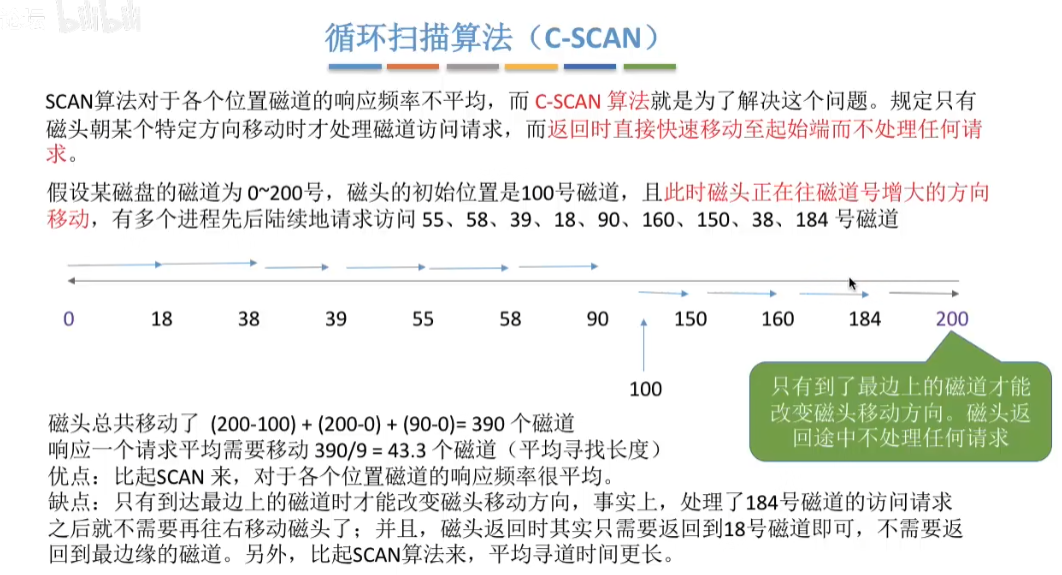 bilibili
循环扫描算法（C-SCAN）
SCAN算法对于各个位置磁道的响应频率不平均，而 C-SCAN 算法就是为了解决这个问题。规定只有
磁头朝某个特定方向移动时才处理磁道访问请求，而返回时直接快速移动至起始端而不处理任何请
求。
假设某磁盘的磁道为 0~200号，磁头的初始位置是100号磁道，且此时磁头正在往磁道号增大的方向
移动，有多个进程先后陆续地请求访问 55、58、39、18、90、160、150、38、184 号磁道
0 18 38 39 55 58 90 150 160 184 200
100
只有到了最边上的磁道才能
改变磁头移动方向。磁头返
回途中不处理任何请求
磁头总共移动了 (200-100) + (200-0) + (90-0)= 390 个磁道
响应一个请求平均需要移动 390/9 = 43.3 个磁道（平均寻找长度）
优点：比起SCAN 来，对于各个位置磁道的响应频率很平均。
缺点：只有到达最边上的磁道时才能改变磁头移动方向，事实上，处理了184号磁道的访问请求
之后就不需要再往右移动磁头了；并且，磁头返回时其实只需要返回到18号磁道即可，不需要返
回到最边缘的磁道。另外，比起SCAN算法来，平均寻道时间更长。